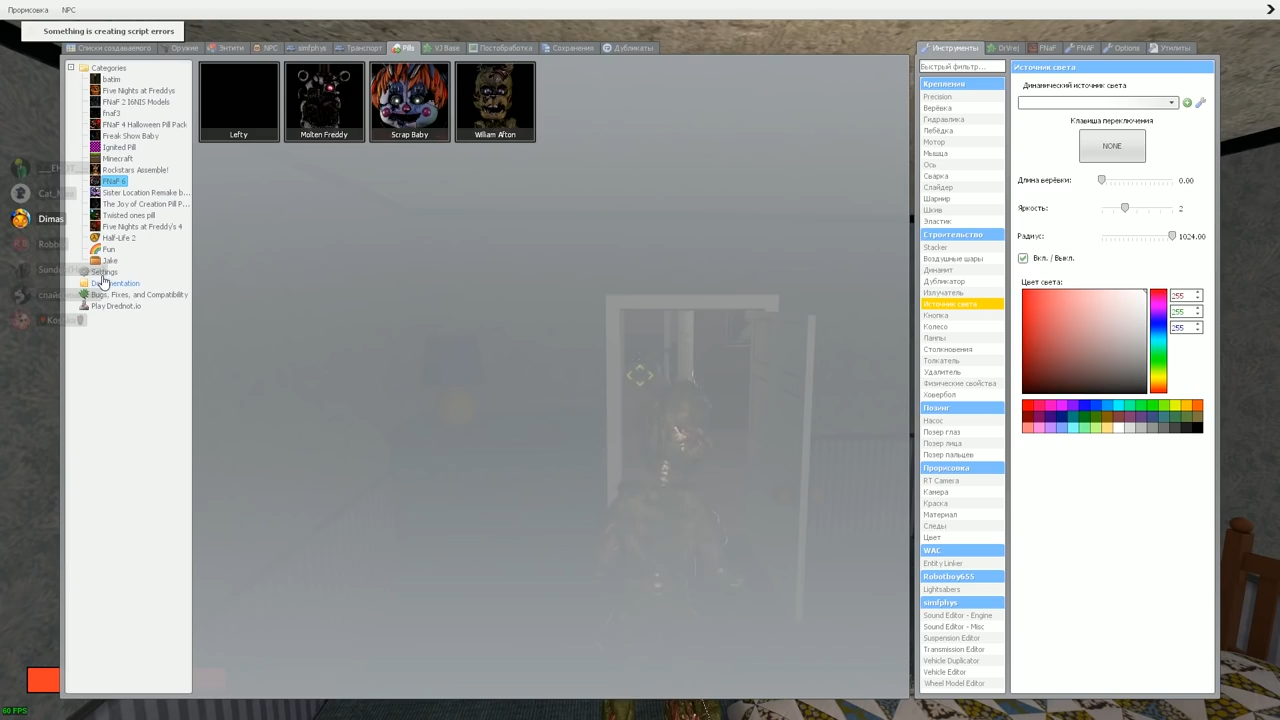 Прорисовка NPC
Something is creating script errors
Списки создаваемого Оружие Энтити NPC simfphys Транспорт Pills VJ Base Постобработка Сохранения Дубликаты
Инструменты DrVrej FNaF FNAF Options Утилиты
Categories
batim
Five Nights at Freddys
FNaF 2 I6NIS Models
fnaf3
FNaF 4 Halloween Pill Pack
Freak Show Baby
Ignited Pill
Minecraft
Rockstars Assemble!
FNaF 6
Sister Location Remake b...
The Joy of Creation Pill P...
Twisted ones pill
Five Nights at Freddy's 4
Half-Life 2
Fun
Jake
Settings
Bugs, Fixes, and Compatibility
Play Drednot.io
Dimas
Lefty
Molten Freddy
Scrap Baby
William Afton
Быстрый фильтр...
Крепления
Precision
Верёвка
Гидравлика
Лебёдка
Мотор
Мышца
Ось
Сварка
Слайдер
Шарнир
Шкив
Эластик
Строительство
Stacker
Воздушные шары
Динамит
Дубликатор
Излучатель
Источник света
Кнопка
Колесо
Лампы
Столкновения
Толкатель
Удалитель
Физические свойства
Ховербол
Позинг
Насос
Позер глаз
Позер лица
Позер пальцев
Прорисовка
RT Camera
Камера
Краска
Материал
Следы
Цвет
WAC
Entity Linker
Robotboy655
Lightsabers
simfphys
Sound Editor - Engine
Sound Editor - Misc
Suspension Editor
Transmission Editor
Vehicle Duplicator
Vehicle Editor
Wheel Model Editor
Источник света
Динамический источник света
Клавиша переключения
NONE
Длина верёвки: 0.00
Яркость: 2
Радиус: 1024.00
Вкл. / Выкл.
Цвет света:
255
255
255
60 FPS